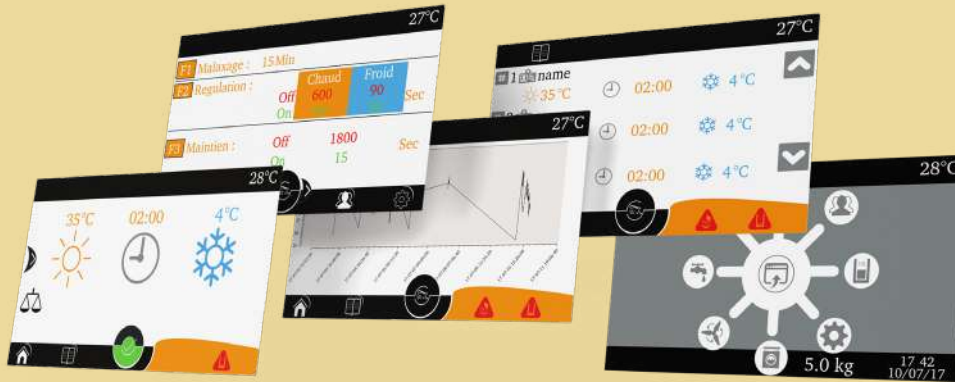 27°C
F1 Malaxage : 15Min
F2 Regulation : Chaud Froid
Off 600 90 Sec
On
F3 Maintien : Off 1800 Sec
On 15
27°C
1 name
35°C 02:00 4°C
02:00 4°C
02:00 4°C
27°C
28°C
35°C 02:00 4°C
28°C
5.0 kg
17 42
10/07/17